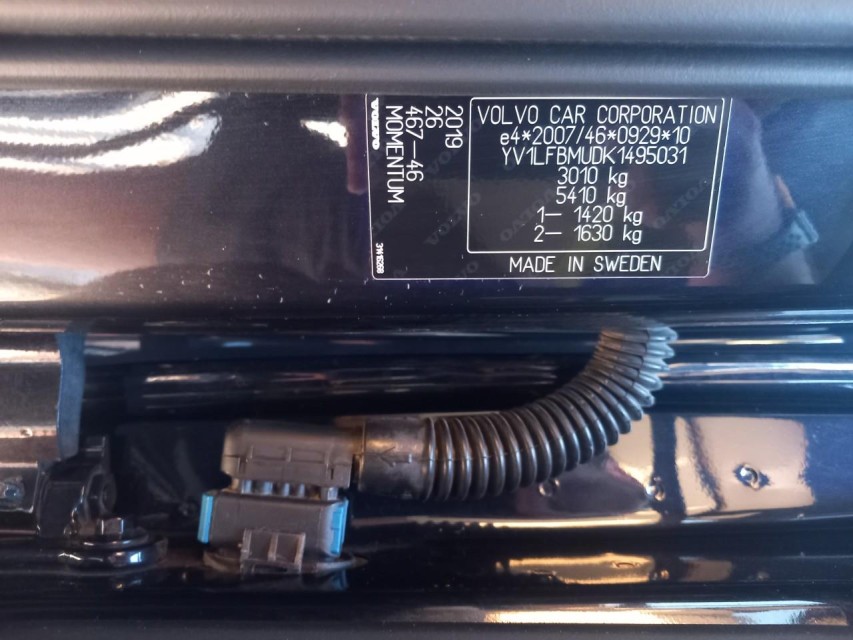 VOLVO
2019
26
467-46
MOMENTUM
VOLVO CAR CORPORATION
e4*2007/46*0929*10
YV1LFBMUDK1495031
3010 kg
5410 kg
1- 1420 kg
2- 1630 kg
MADE IN SWEDEN